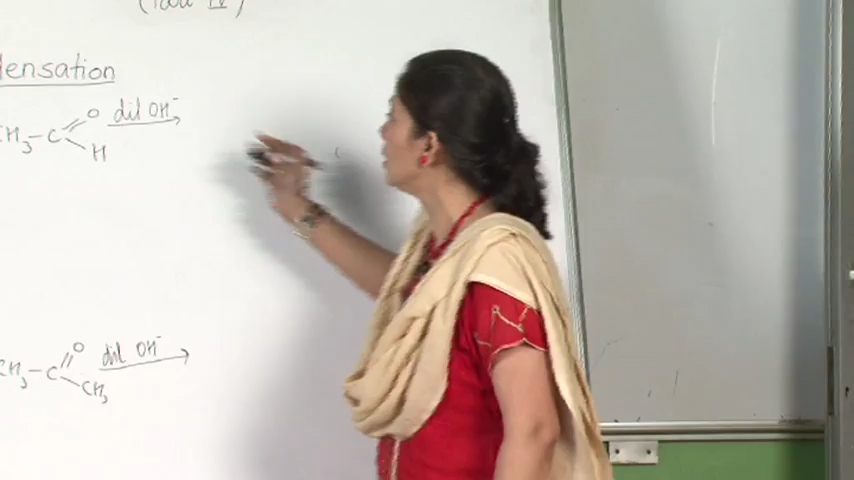 densation
CH3-C O dil OH-
H
CH3-C O dil OH-
CH3